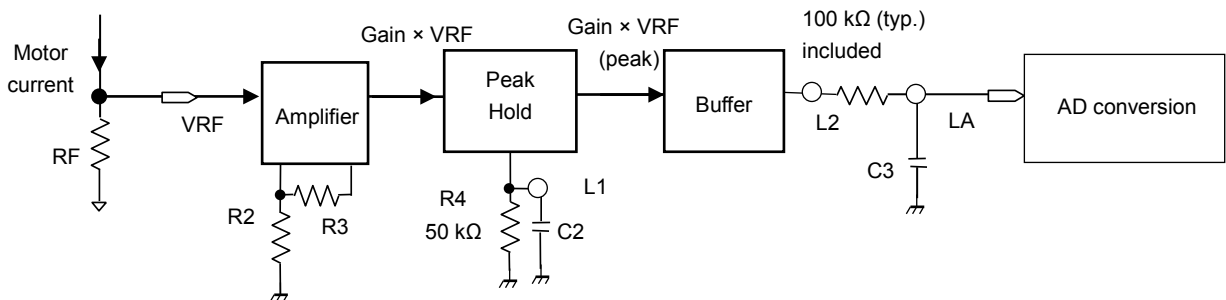 Motor
current
RF
VRF
Amplifier
R2
R3
Gain × VRF
Peak
Hold
R4
50 kΩ
L1
C2
Gain × VRF
(peak)
Buffer
100 kΩ (typ.)
included
L2
C3
LA
AD conversion